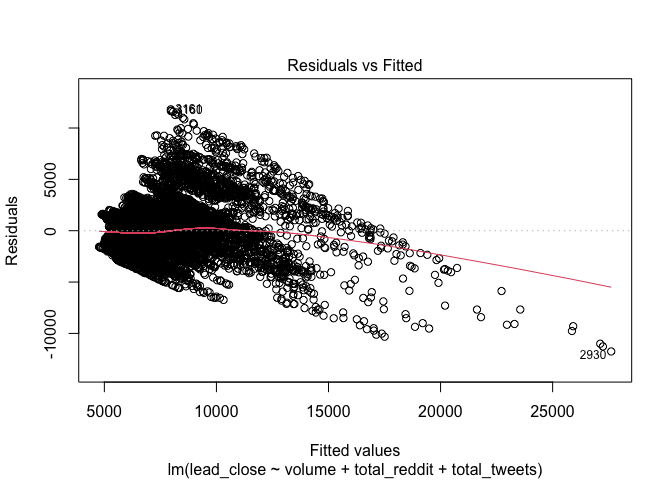 Residuals vs Fitted
Residuals
5000
0
-10000
2930
5000 10000 15000 20000 25000
Fitted values
lm(lead_close ~ volume + total_reddit + total_tweets)